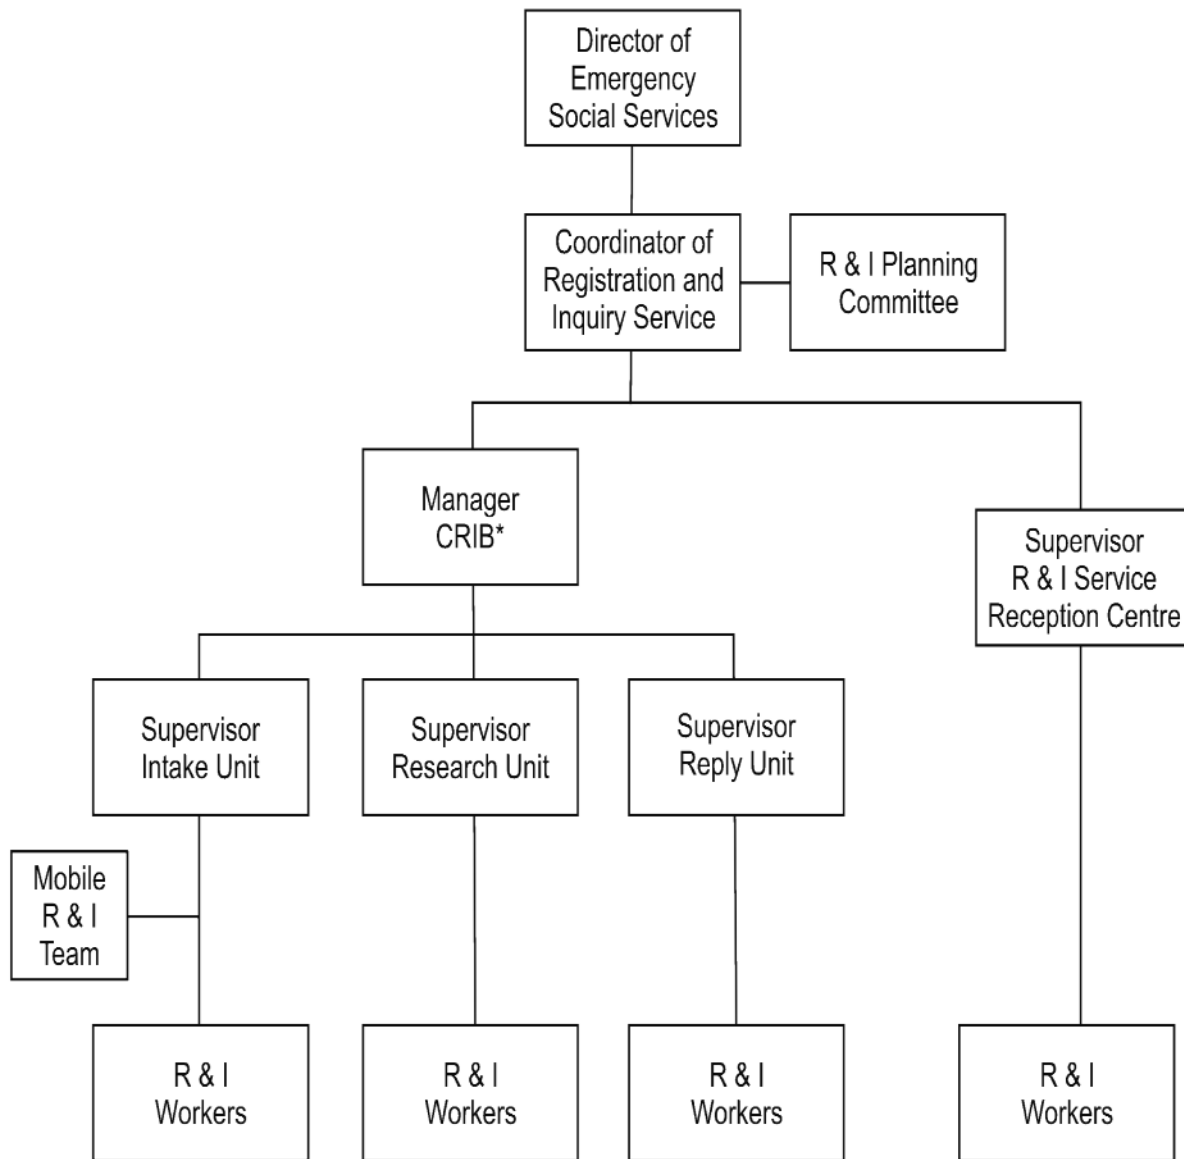 Director of
Emergency
Social Services
Coordinator of
Registration and
Inquiry Service
R & I Planning
Committee
Manager
CRIB*
Supervisor
R & I Service
Reception Centre
Supervisor
Intake Unit
Supervisor
Research Unit
Supervisor
Reply Unit
Mobile
R & I
Team
R & I
Workers
R & I
Workers
R & I
Workers
R & I
Workers